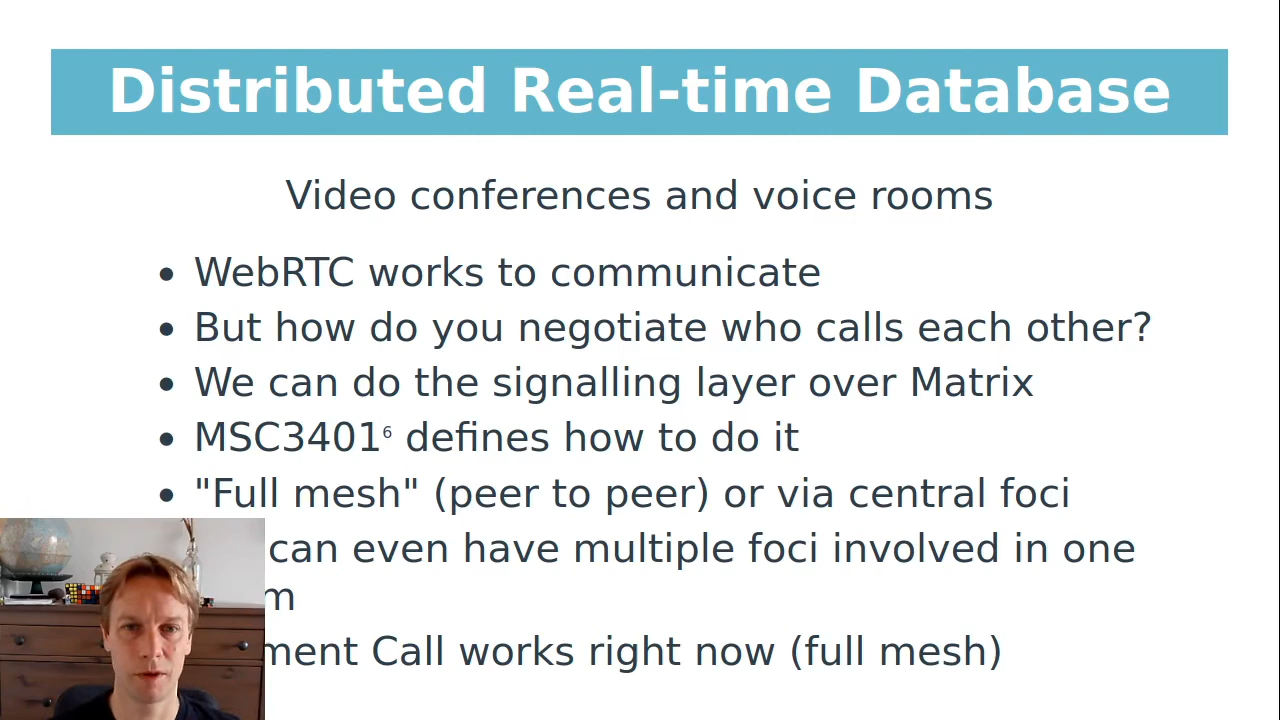 Distributed Real-time Database
Video conferences and voice rooms
• WebRTC works to communicate
• But how do you negotiate who calls each other?
• We can do the signalling layer over Matrix
• MSC3401⁶ defines how to do it
• "Full mesh" (peer to peer) or via central foci
can even have multiple foci involved in one
m
ment Call works right now (full mesh)